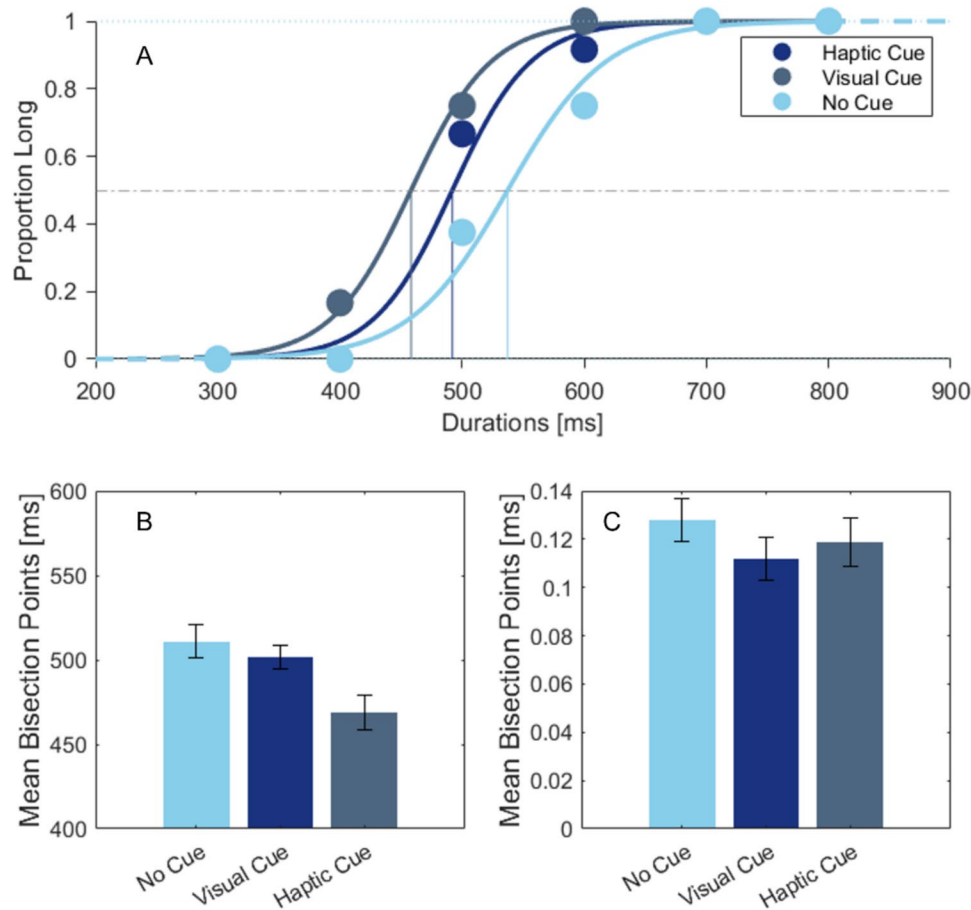 A
Proportion Long
1
0.8
0.6
0.4
0.2
0
200 300 400 500 600 700 800 900
Durations [ms]
Haptic Cue
Visual Cue
No Cue
B
Mean Bisection Points [ms]
600
550
500
450
400
No Cue Visual Cue Haptic Cue
C
Mean Bisection Points [ms]
0.14
0.12
0.1
0.08
0.06
0.04
0.02
0
No Cue Visual Cue Haptic Cue